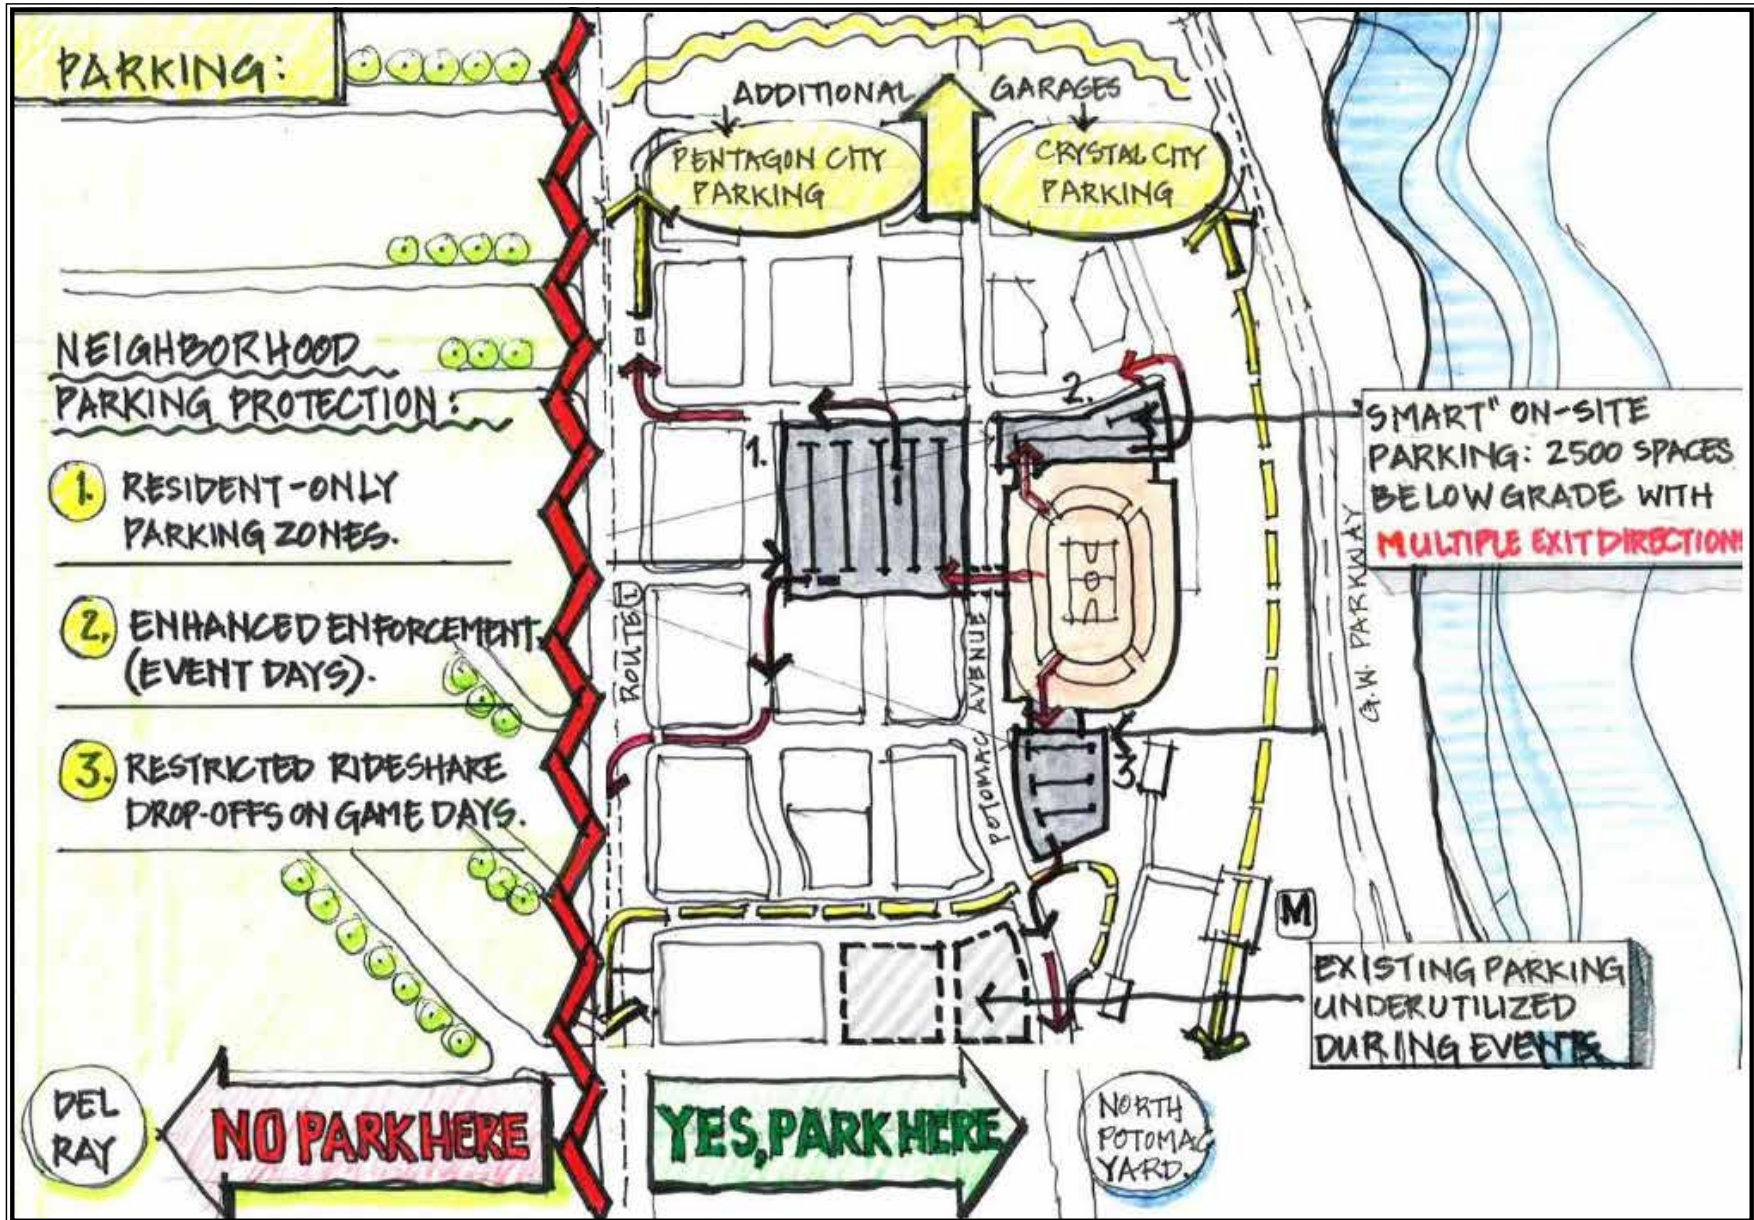 PARKING:
ADDITIONAL GARAGES
PENTAGON CITY
PARKING
CRYSTAL CITY
PARKING
NEIGHBORHOOD
PARKING PROTECTION:
1. RESIDENT-ONLY
PARKING ZONES.
2. ENHANCED ENFORCEMENT
(EVENT DAYS).
3. RESTRICTED RIDESHARE
DROP-OFFS ON GAME DAYS.
1.
2.
3
ROUTE 1
POTOMAC AVENUE
G.W. PARKWAY
"SMART" ON-SITE
PARKING: 2500 SPACES
BELOW GRADE WITH
MULTIPLE EXIT DIRECTIONS
M
EXISTING PARKING
UNDERUTILIZED
DURING EVENTS
DEL
RAY
NO PARK HERE
YES, PARK HERE
NORTH
POTOMAC
YARD.